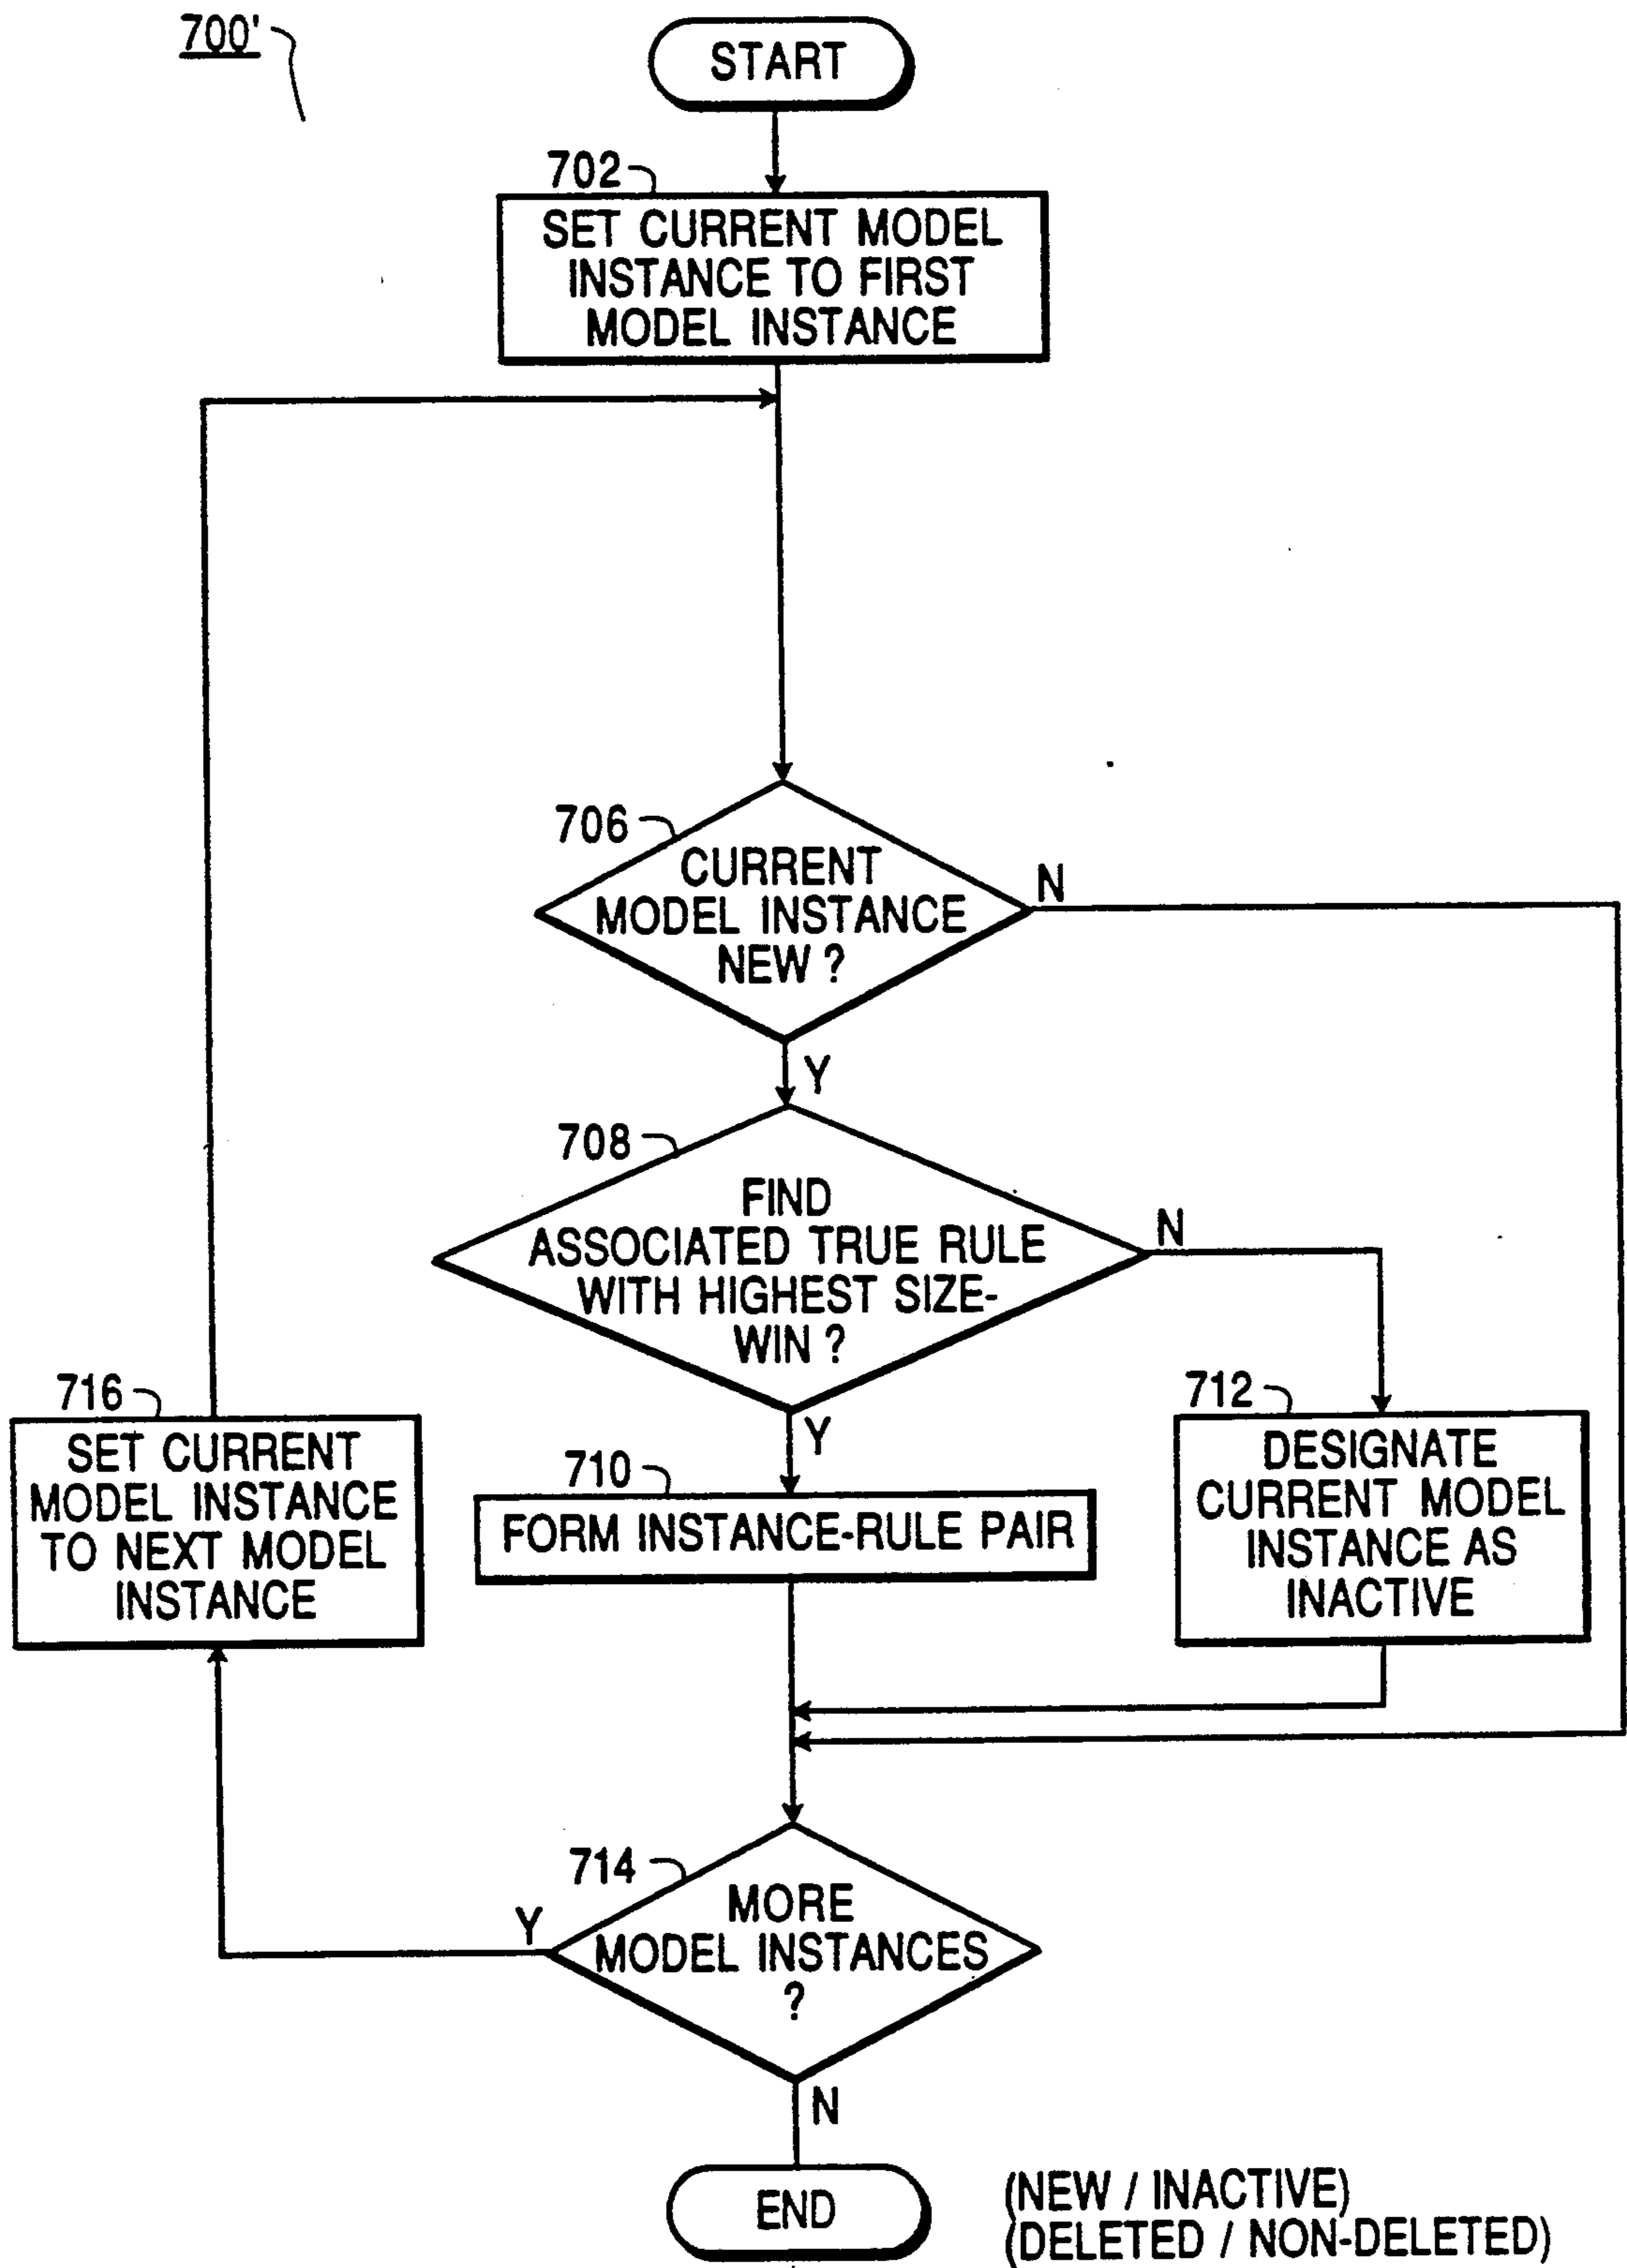 700'
START
702
SET CURRENT MODEL
INSTANCE TO FIRST
MODEL INSTANCE
706
CURRENT
MODEL INSTANCE
NEW ?
N
Y
708
FIND
ASSOCIATED TRUE RULE
WITH HIGHEST SIZE-
WIN ?
N
Y
710
FORM INSTANCE-RULE PAIR
712
DESIGNATE
CURRENT MODEL
INSTANCE AS
INACTIVE
716
SET CURRENT
MODEL INSTANCE
TO NEXT MODEL
INSTANCE
714
MORE
MODEL INSTANCES
?
Y
N
END
(NEW / INACTIVE)
(DELETED / NON-DELETED)